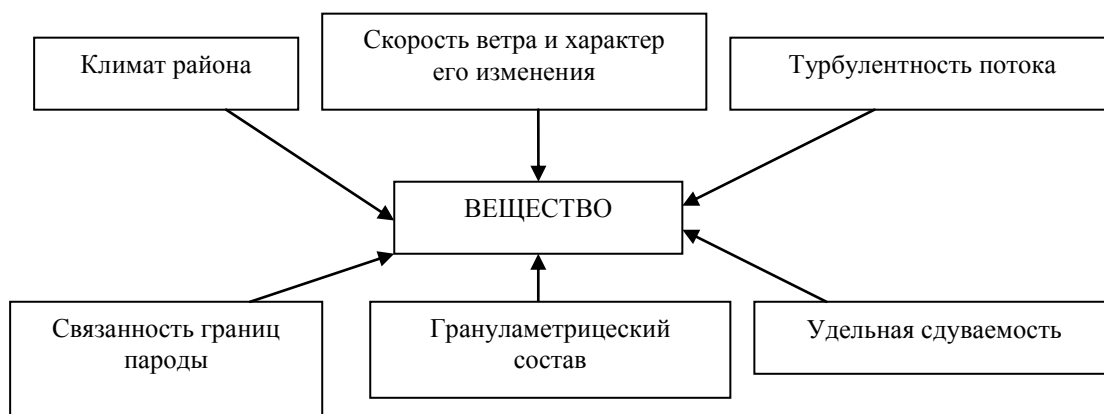 Климат района
Скорость ветра и характер
его изменения
Турбулентность потока
ВЕЩЕСТВО
Связанность границ
пароды
Грануламетрицеский
состав
Удельная сдуваемость